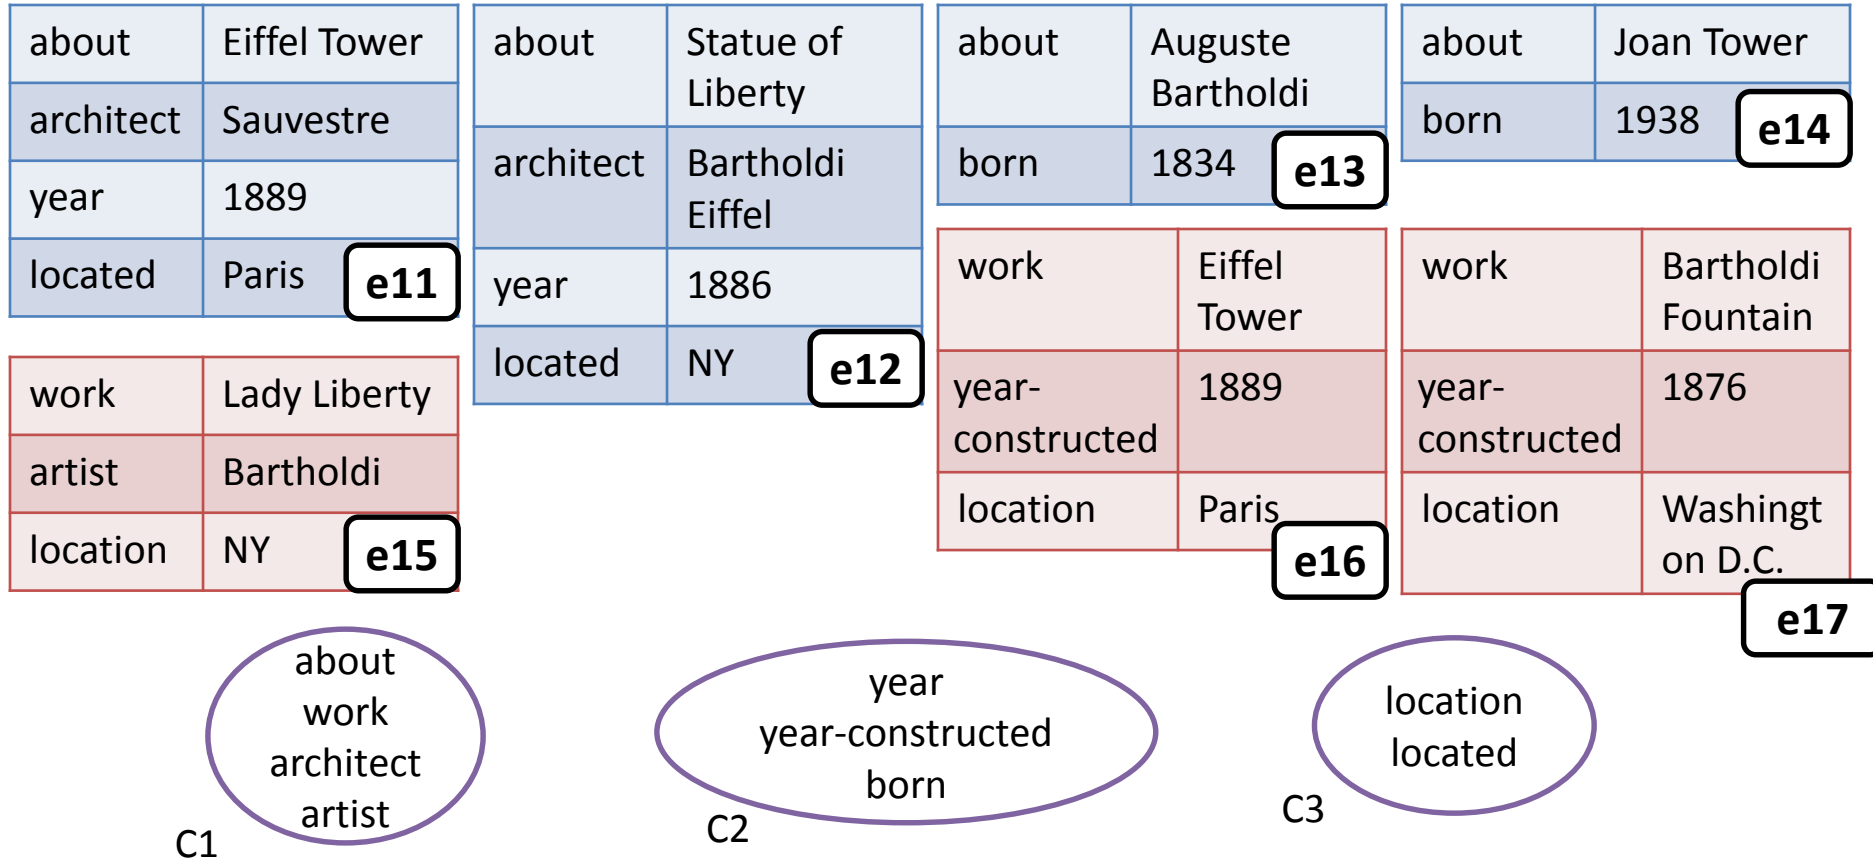 about Eiffel Tower
architect Sauvestre
year 1889
located Paris
e11
about Statue of
Liberty
architect Bartholdi
Eiffel
year 1886
located NY
e12
about Auguste
Bartholdi
born 1834
e13
about Joan Tower
born 1938
e14
work Lady Liberty
artist Bartholdi
location NY
e15
work Eiffel
Tower
year- 1889
constructed
location Paris
e16
work Bartholdi
Fountain
year- 1876
constructed
location Washingt
on D.C.
e17
about
work
architect
artist
C1
year
year-constructed
born
C2
location
located
C3